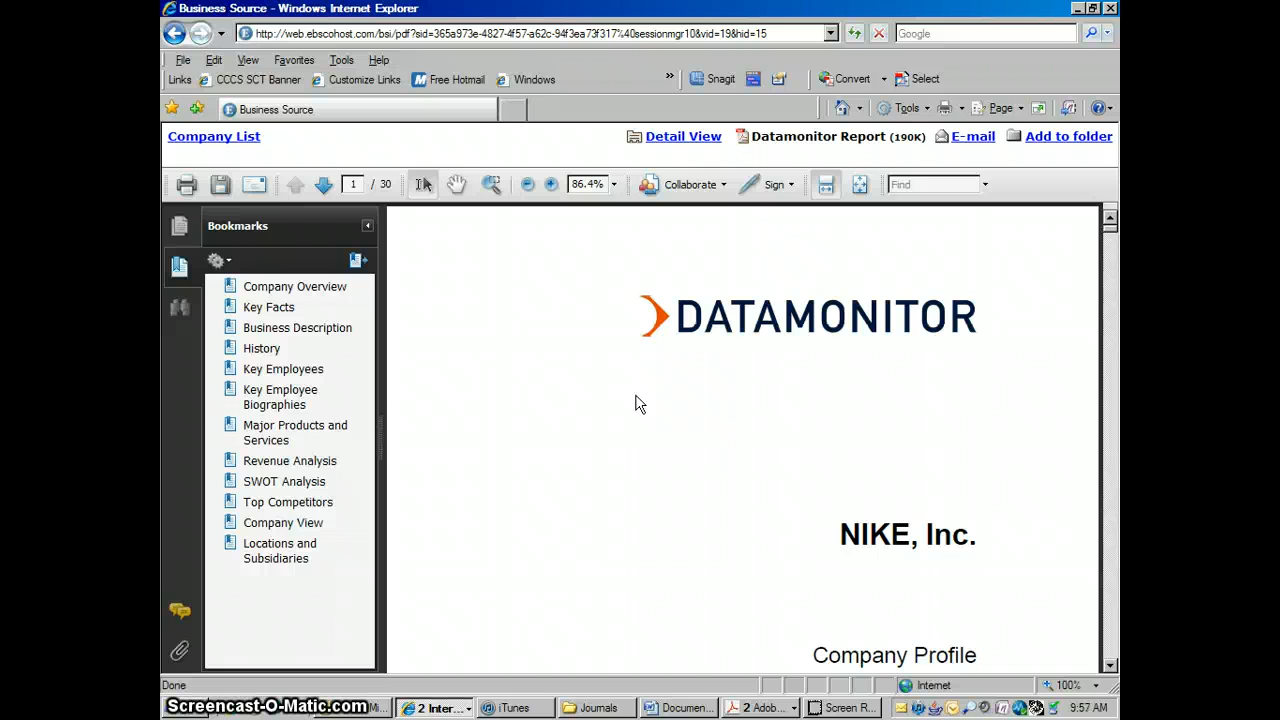 Business Source - Windows Internet Explorer
http://web.ebscohost.com/bsi/pdf?sid=365a973e-4827-4f57-a62c-94f3ea73f317%40sessionmgr10&vid=19&hid=15
Google
File Edit View Favorites Tools Help
Links CCCS SCT Banner Customize Links Free Hotmail Windows » Snagit Convert Select
Business Source Tools Page
Company List Detail View Datamonitor Report (190K) E-mail Add to folder
1 / 30 86.4% Collaborate Sign Find
Bookmarks
Company Overview
Key Facts
Business Description
History
Key Employees
Key Employee
Biographies
Major Products and
Services
Revenue Analysis
SWOT Analysis
Top Competitors
Company View
Locations and
Subsidiaries
DATAMONITOR
NIKE, Inc.
Company Profile
Done Internet 100%
Screencast-O-Matic.com Mi... 2 Inter... iTunes Journals Documen... 2 Adob... Screen R... 9:57 AM